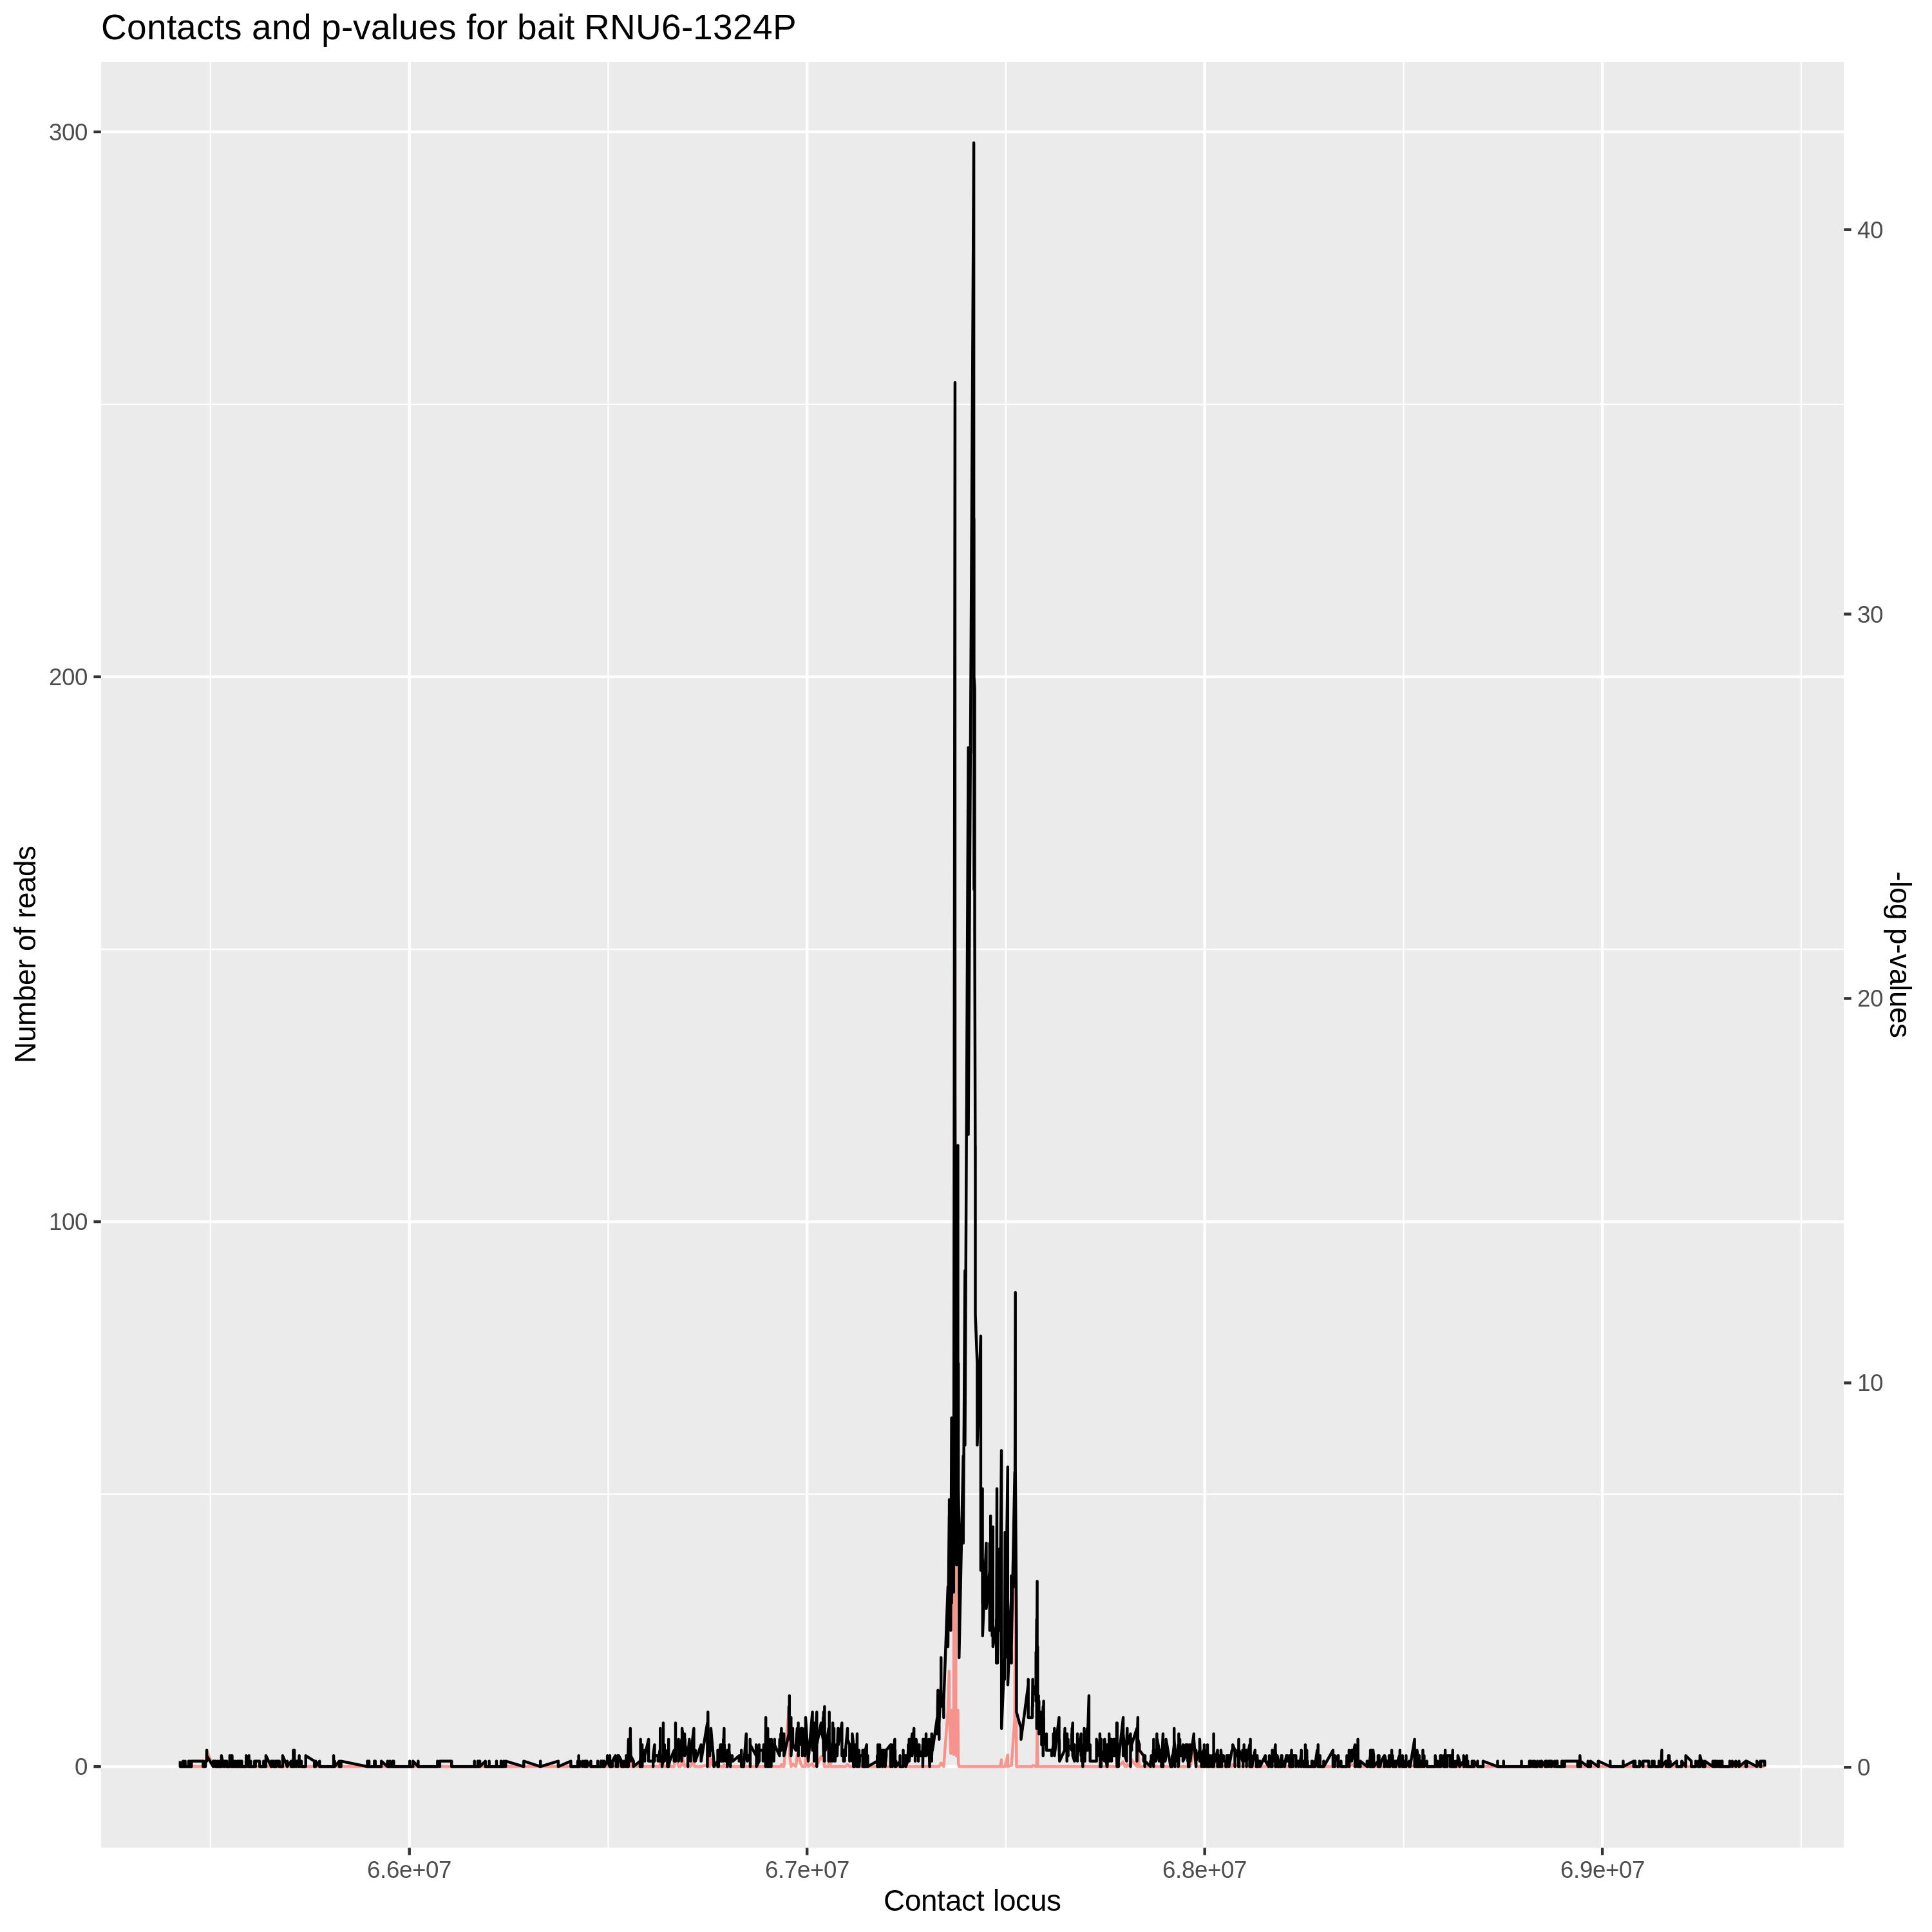 Contacts and p-values for bait RNU6-1324P
300
200
100
0
Number of reads
40
30
20
10
0
-log p-values
6.6e+07
6.7e+07
6.8e+07
6.9e+07
Contact locus